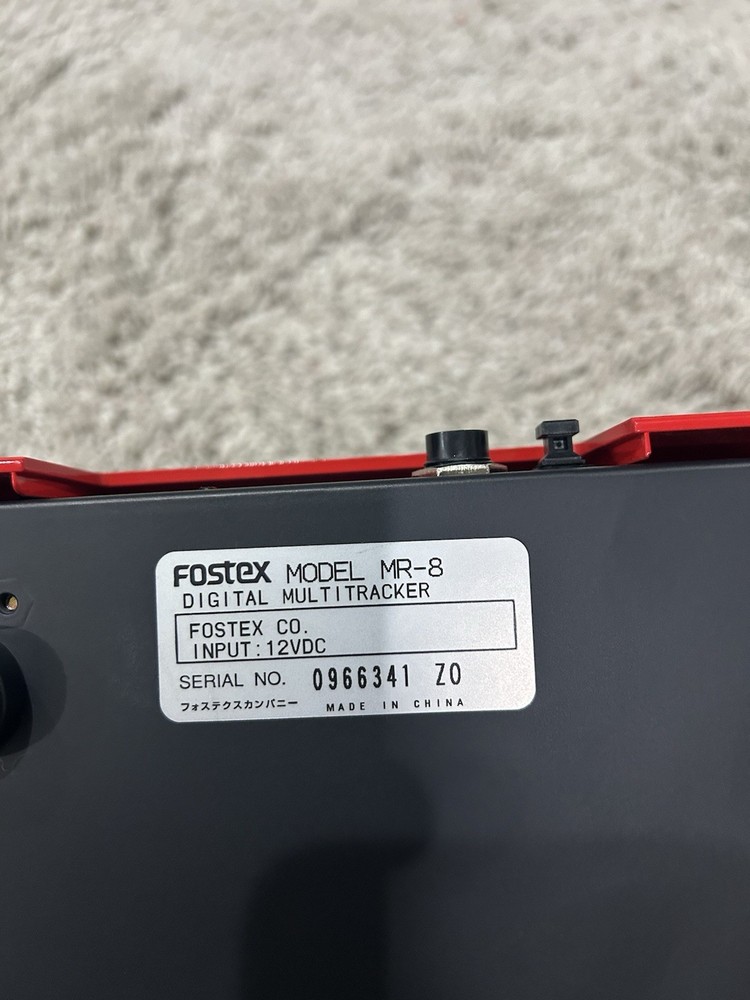 FOSTEX MODEL MR-8
DIGITAL MULTITRACKER
FOSTEX CO.
INPUT:12VDC
SERIAL NO. 0966341 Z0
フォステクスカンパニー MADE IN CHINA